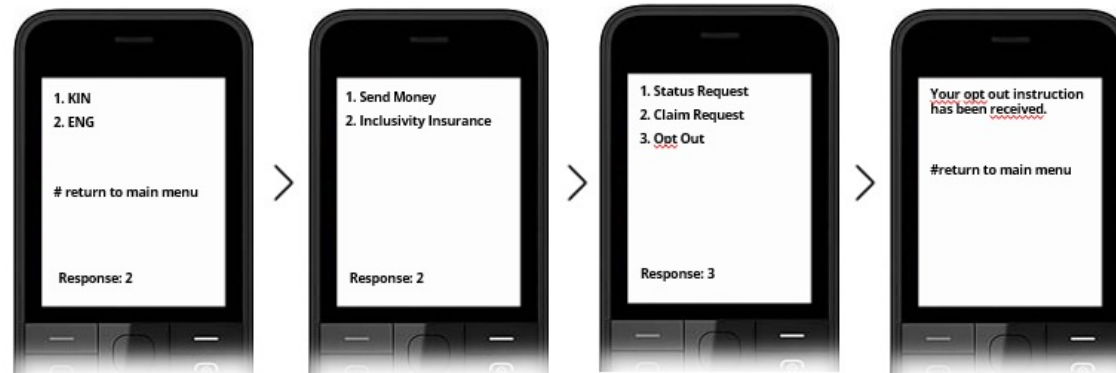 1. KIN
2. ENG
# return to main menu
Response: 2
1. Send Money
2. Inclusivity Insurance
Response: 2
1. Status Request
2. Claim Request
3. Opt Out
Response: 3
Your opt out instruction
has been received.
#return to main menu